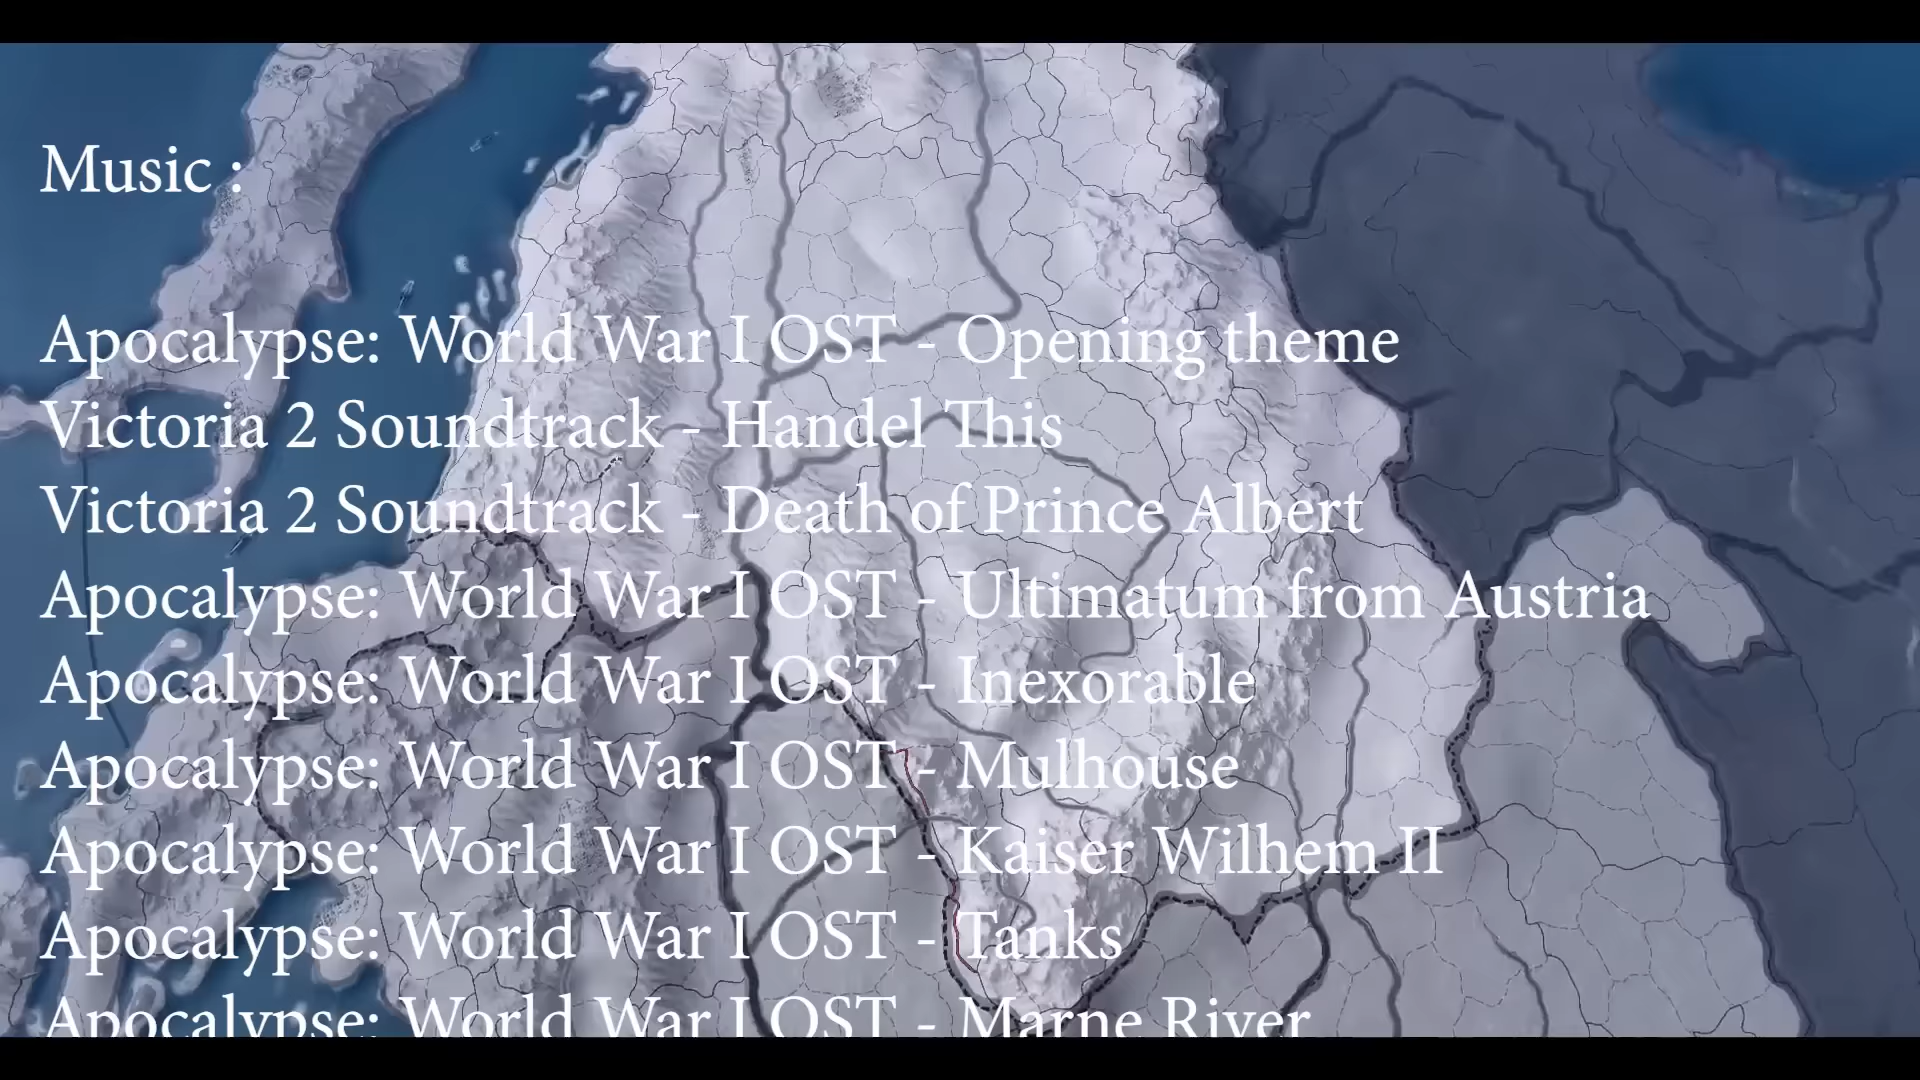 Music :
Apocalypse: World War I OST - Opening theme
Victoria 2 Soundtrack - Handel This
Victoria 2 Soundtrack - Death of Prince Albert
Apocalypse: World War I OST - Ultimatum from Austria
Apocalypse: World War I OST - Inexorable
Apocalypse: World War I OST - Mulhouse
Apocalypse: World War I OST - Kaiser Wilhem II
Apocalypse: World War I OST - Tanks
Apocalypse: World War I OST - Marne River